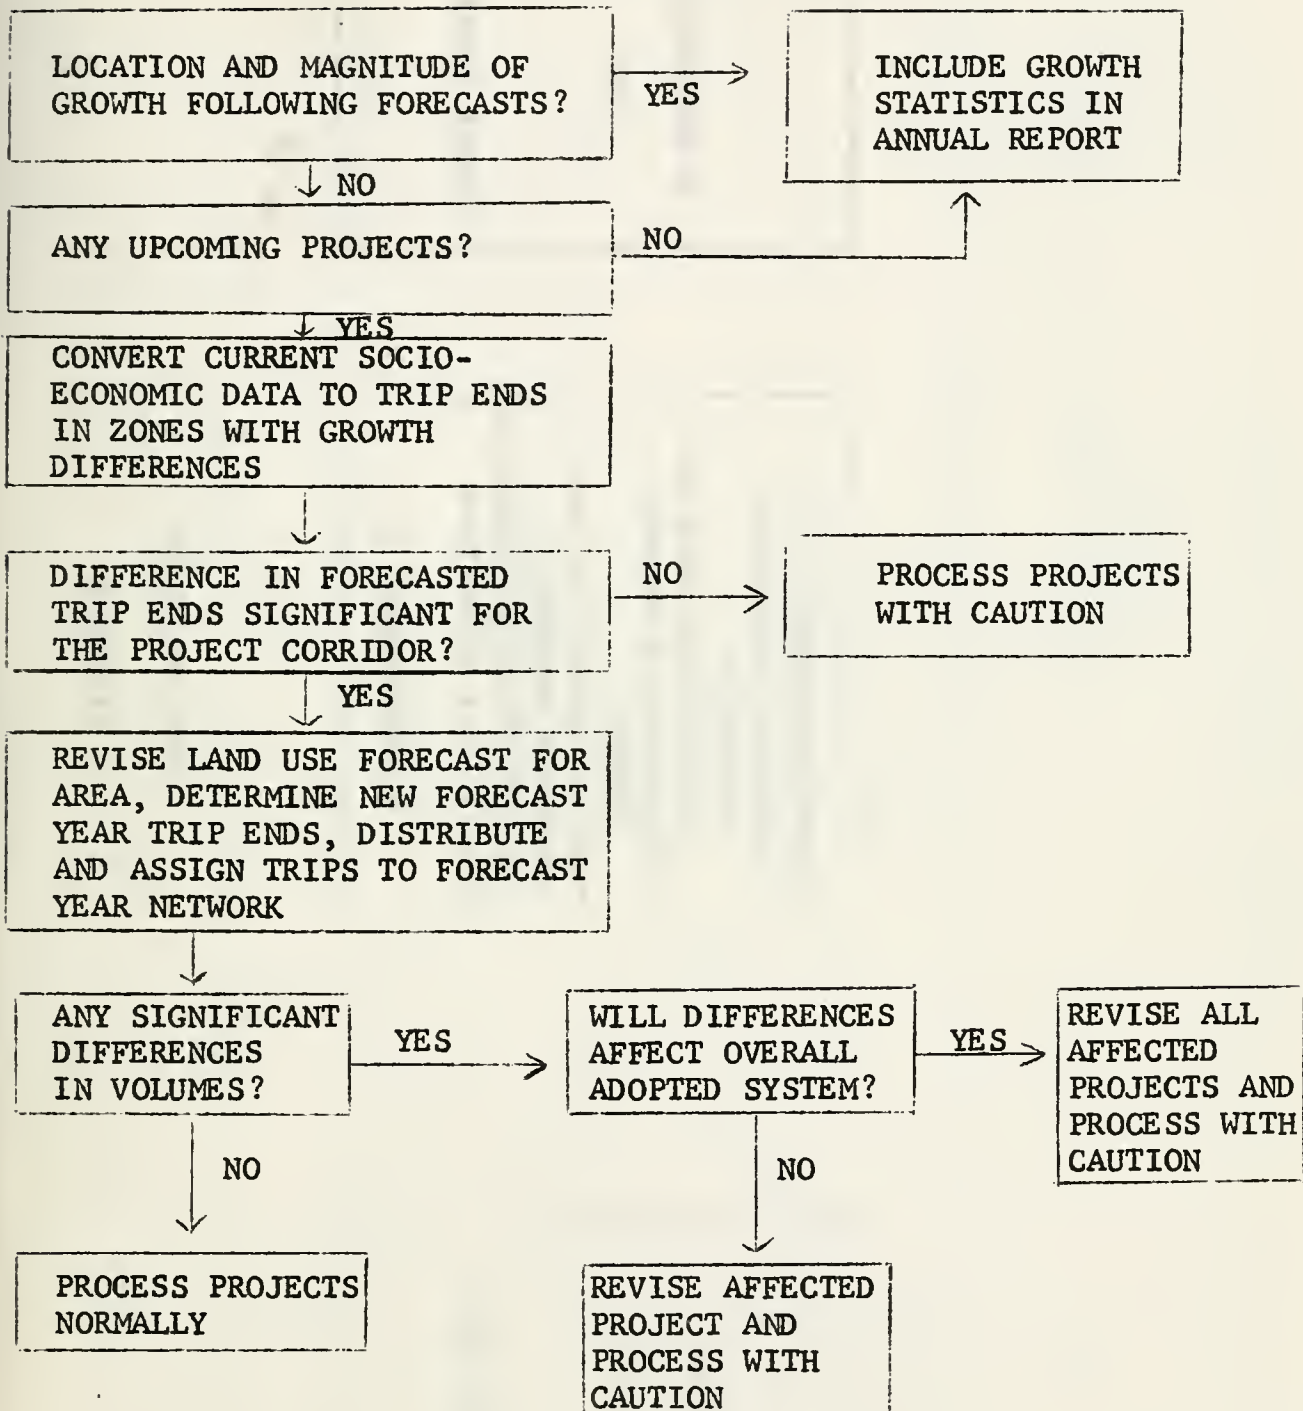 LOCATION AND MAGNITUDE OF
GROWTH FOLLOWING FORECASTS?
YES
INCLUDE GROWTH
STATISTICS IN
ANNUAL REPORT
NO
ANY UPCOMING PROJECTS?
NO
YES
CONVERT CURRENT SOCIO-
ECONOMIC DATA TO TRIP ENDS
IN ZONES WITH GROWTH
DIFFERENCES
DIFFERENCE IN FORECASTED
TRIP ENDS SIGNIFICANT FOR
THE PROJECT CORRIDOR?
NO
PROCESS PROJECTS
WITH CAUTION
YES
REVISE LAND USE FORECAST FOR
AREA, DETERMINE NEW FORECAST
YEAR TRIP ENDS, DISTRIBUTE
AND ASSIGN TRIPS TO FORECAST
YEAR NETWORK
ANY SIGNIFICANT
DIFFERENCES
IN VOLUMES?
YES
WILL DIFFERENCES
AFFECT OVERALL
ADOPTED SYSTEM?
YES
REVISE ALL
AFFECTED
PROJECTS AND
PROCESS WITH
CAUTION
NO
NO
PROCESS PROJECTS
NORMALLY
REVISE AFFECTED
PROJECT AND
PROCESS WITH
CAUTION